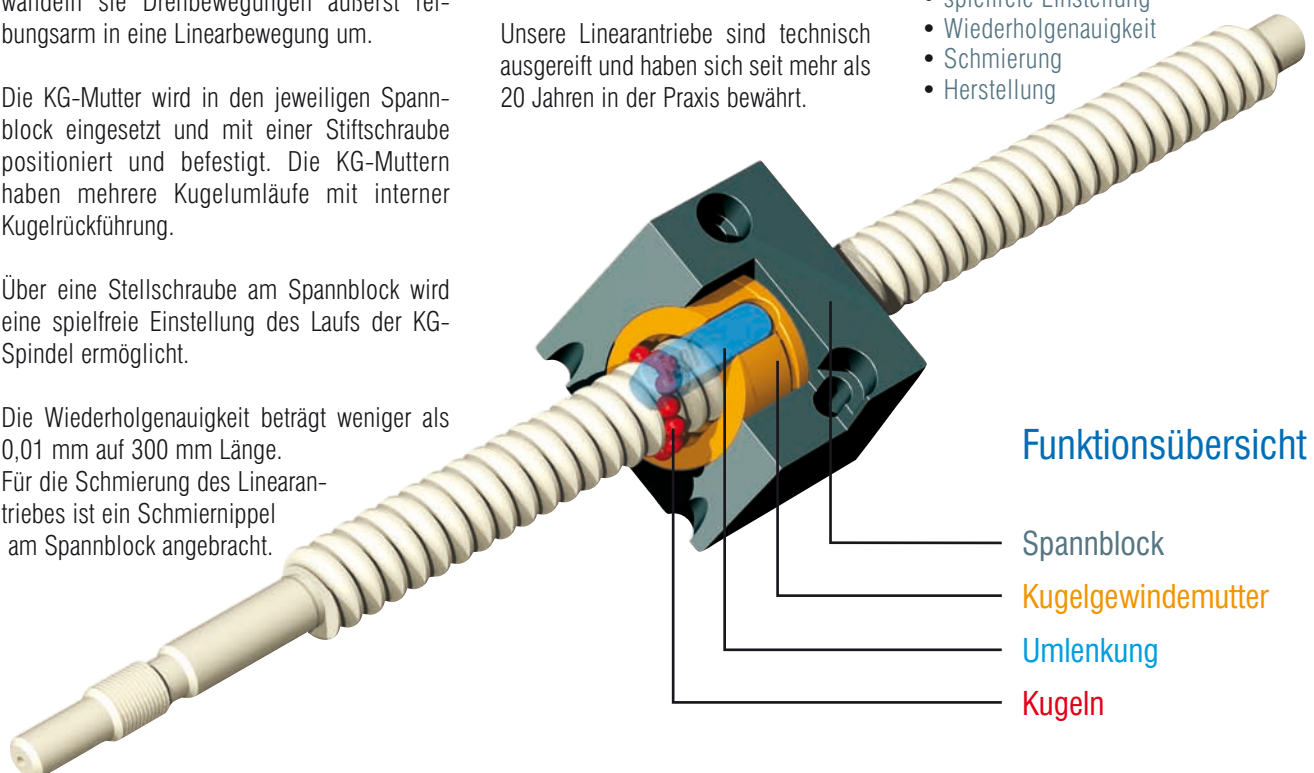 wandeln sie Drehbewegungen äußerst rei-
bungsarm in eine Linearbewegung um.
Die KG-Mutter wird in den jeweiligen Spann-
block eingesetzt und mit einer Stiftschraube
positioniert und befestigt. Die KG-Muttern
haben mehrere Kugelumläufe mit interner
Kugelrückführung.
Über eine Stellschraube am Spannblock wird
eine spielfreie Einstellung des Laufs der KG-
Spindel ermöglicht.
Die Wiederholgenauigkeit beträgt weniger als
0,01 mm auf 300 mm Länge.
Für die Schmierung des Linearan-
triebes ist ein Schmiernippel
am Spannblock angebracht.
Unsere Linearantriebe sind technisch
ausgereift und haben sich seit mehr als
20 Jahren in der Praxis bewährt.
• spielfreie Einstellung
• Wiederholgenauigkeit
• Schmierung
• Herstellung
Funktionsübersicht
Spannblock
Kugelgewindemutter
Umlenkung
Kugeln